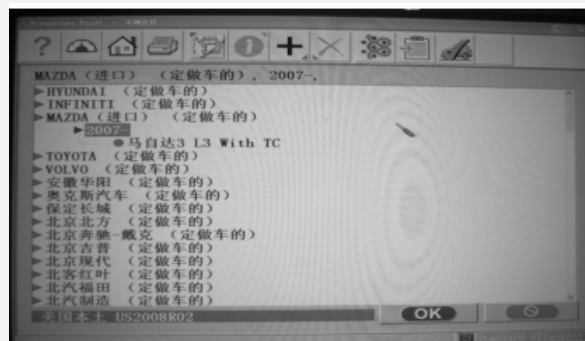 MAZDA (进口) (定做车的), 2007-,
HYUNDAI (定做车的)
INFINITI (定做车的)
MAZDA (进口) (定做车的)
2007-
马自达3 L3 With TC
TOYOTA (定做车的)
VOLVO (定做车的)
安徽华阳 (定做车的)
奥克斯汽车 (定做车的)
保定长城 (定做车的)
北京北方 (定做车的)
北京奔驰-戴克 (定做车的)
北京吉普 (定做车的)
北京现代 (定做车的)
北客红叶 (定做车的)
北汽福田 (定做车的)
北汽制造 (定做车的)
美国本土 US2008R02
OK